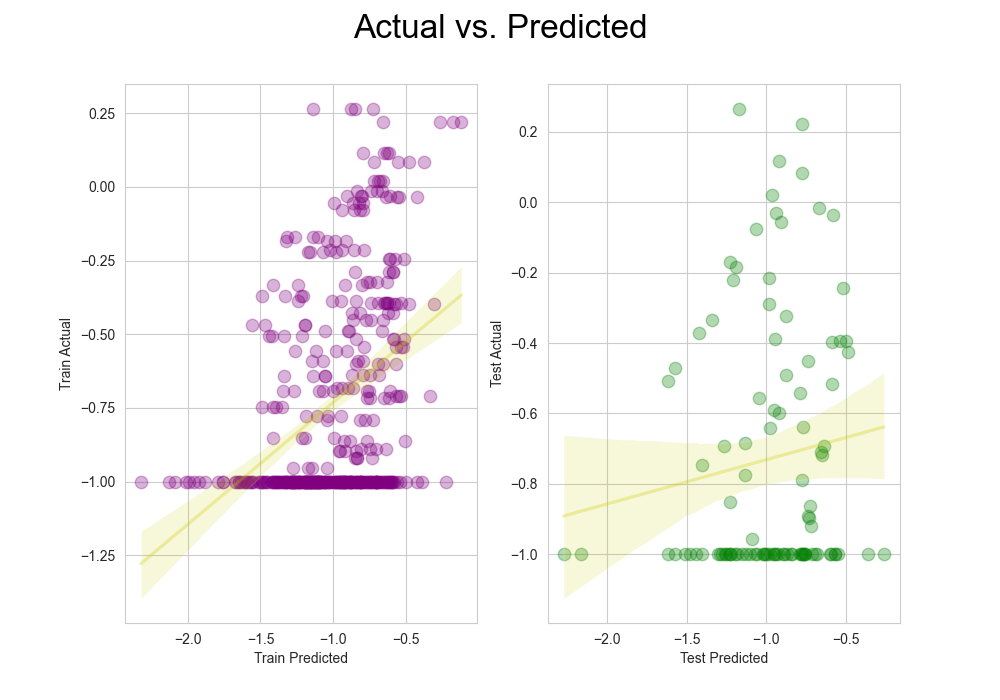 Actual vs. Predicted
0.25
0.00
−0.25
−0.50
−0.75
−1.00
−1.25
Train Actual
−2.0 −1.5 −1.0 −0.5
Train Predicted
0.2
0.0
−0.2
−0.4
−0.6
−0.8
−1.0
Test Actual
−2.0 −1.5 −1.0 −0.5
Test Predicted